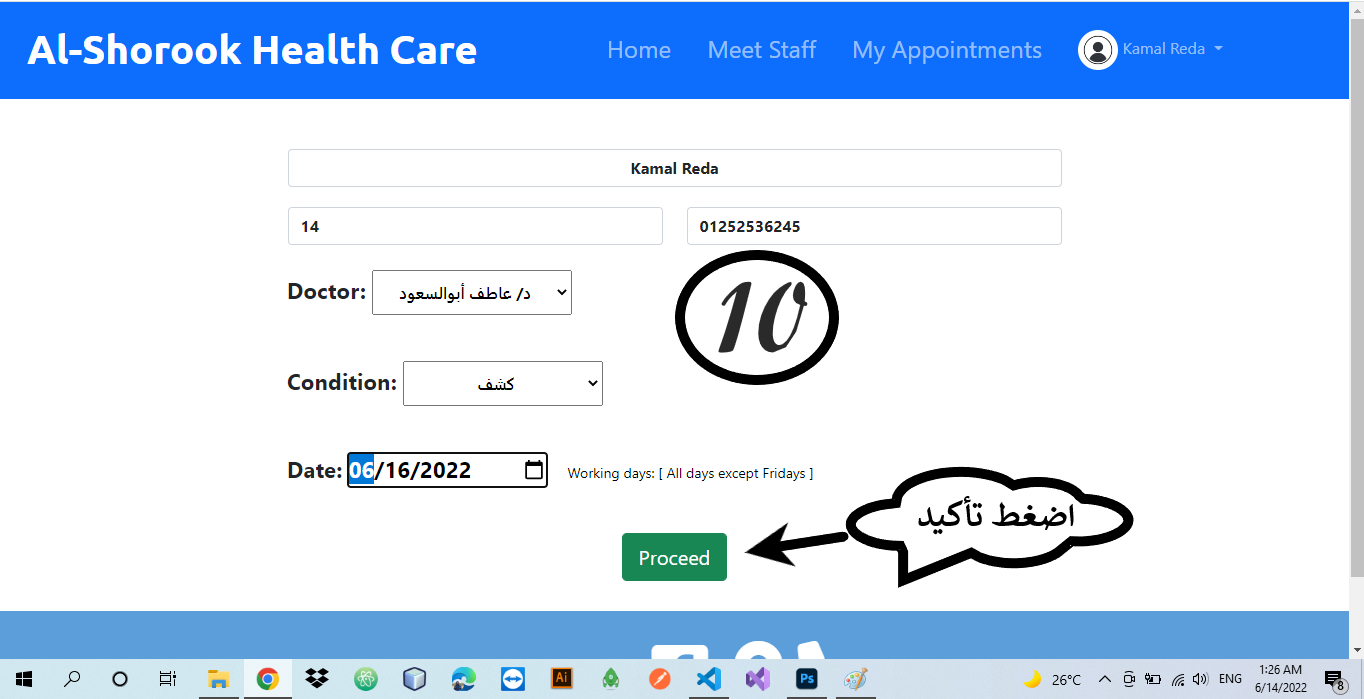 Al-Shorook Health Care
Home
Meet Staff
My Appointments
Kamal Reda
Kamal Reda
14
01252536245
10
Doctor:
د/ عاطف أبوالسعود
Condition:
كشف
Date:
06/16/2022
Working days: [ All days except Fridays ]
اضغط تأكيد
Proceed
Ai
Ps
26°C
ENG
1:26 AM
6/14/2022
8